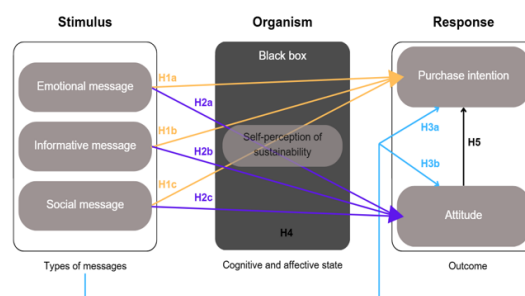 Stimulus
Organism
Response
Black box
Emotional message
Informative message
Social message
H1a
H2a
H1b
H2b
H1c
H2c
Self-perception of
sustainability
H4
Purchase intention
H3a
H3b
H5
Attitude
Types of messages
Cognitive and affective state
Outcome